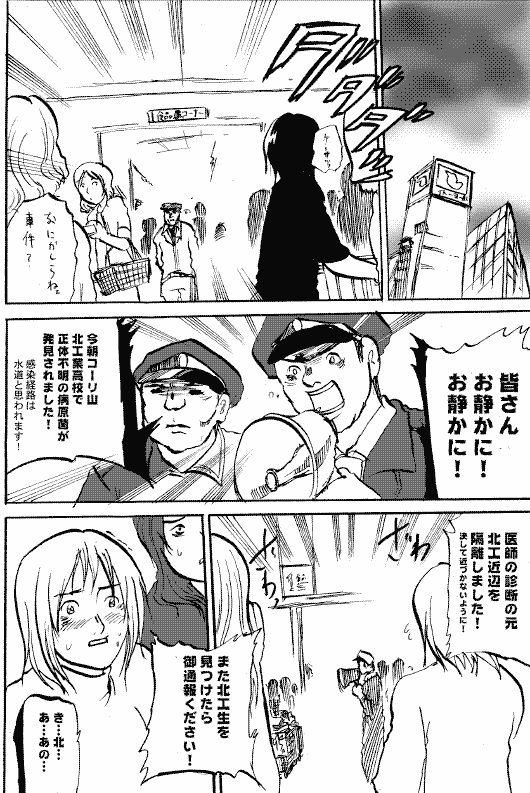 ダダダダ
なにかしらねぇ
事件?
皆さん
お静かに!
お静かに!
今朝コーリ山
北工業高校で
正体不明の病原菌が
発見されました!
感染経路は
水道と思われます!
医師の診断の元
北工近辺を
隔離しました!
決して近づかないように!
ざわ
ざわ
また北工生を
見つけたら
御通報ください!
き…北…
あ…あの…